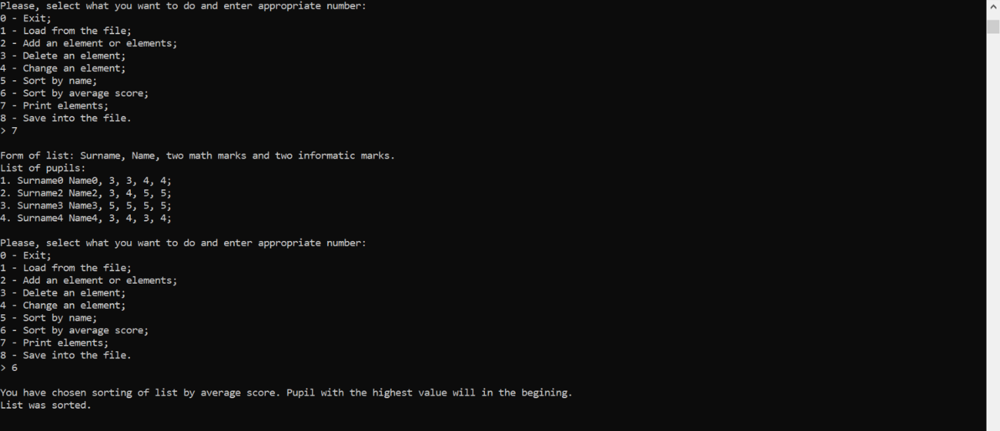 Please, select what you want to do and enter appropriate number:
0 - Exit;
1 - Load from the file;
2 - Add an element or elements;
3 - Delete an element;
4 - Change an element;
5 - Sort by name;
6 - Sort by average score;
7 - Print elements;
8 - Save into the file.
> 7
Form of list: Surname, Name, two math marks and two informatic marks.
List of pupils:
1. Surname0 Name0, 3, 3, 4, 4;
2. Surname2 Name2, 3, 4, 5, 5;
3. Surname3 Name3, 5, 5, 5, 5;
4. Surname4 Name4, 3, 4, 3, 4;
Please, select what you want to do and enter appropriate number:
0 - Exit;
1 - Load from the file;
2 - Add an element or elements;
3 - Delete an element;
4 - Change an element;
5 - Sort by name;
6 - Sort by average score;
7 - Print elements;
8 - Save into the file.
> 6
You have chosen sorting of list by average score. Pupil with the highest value will in the begining.
List was sorted.